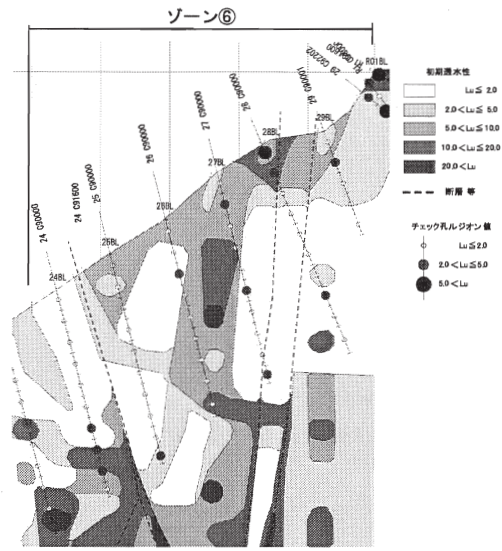 ゾーン⑥
初期透水性
Lu≦ 2.0
2.0<Lu≦ 5.0
5.0<Lu≦10.0
10.0<Lu≦20.0
20.0<Lu
断層 等
チェック孔ルジオン値
Lu≦2.0
2.0<Lu≦5.0
5.0<Lu
R01BL
29 C92202
29 C90001
28 C90000
27 C90000
26 C90000
25 C90000
24 C91600
24 C90000
29BL
28BL
27BL
26BL
25BL
24BL